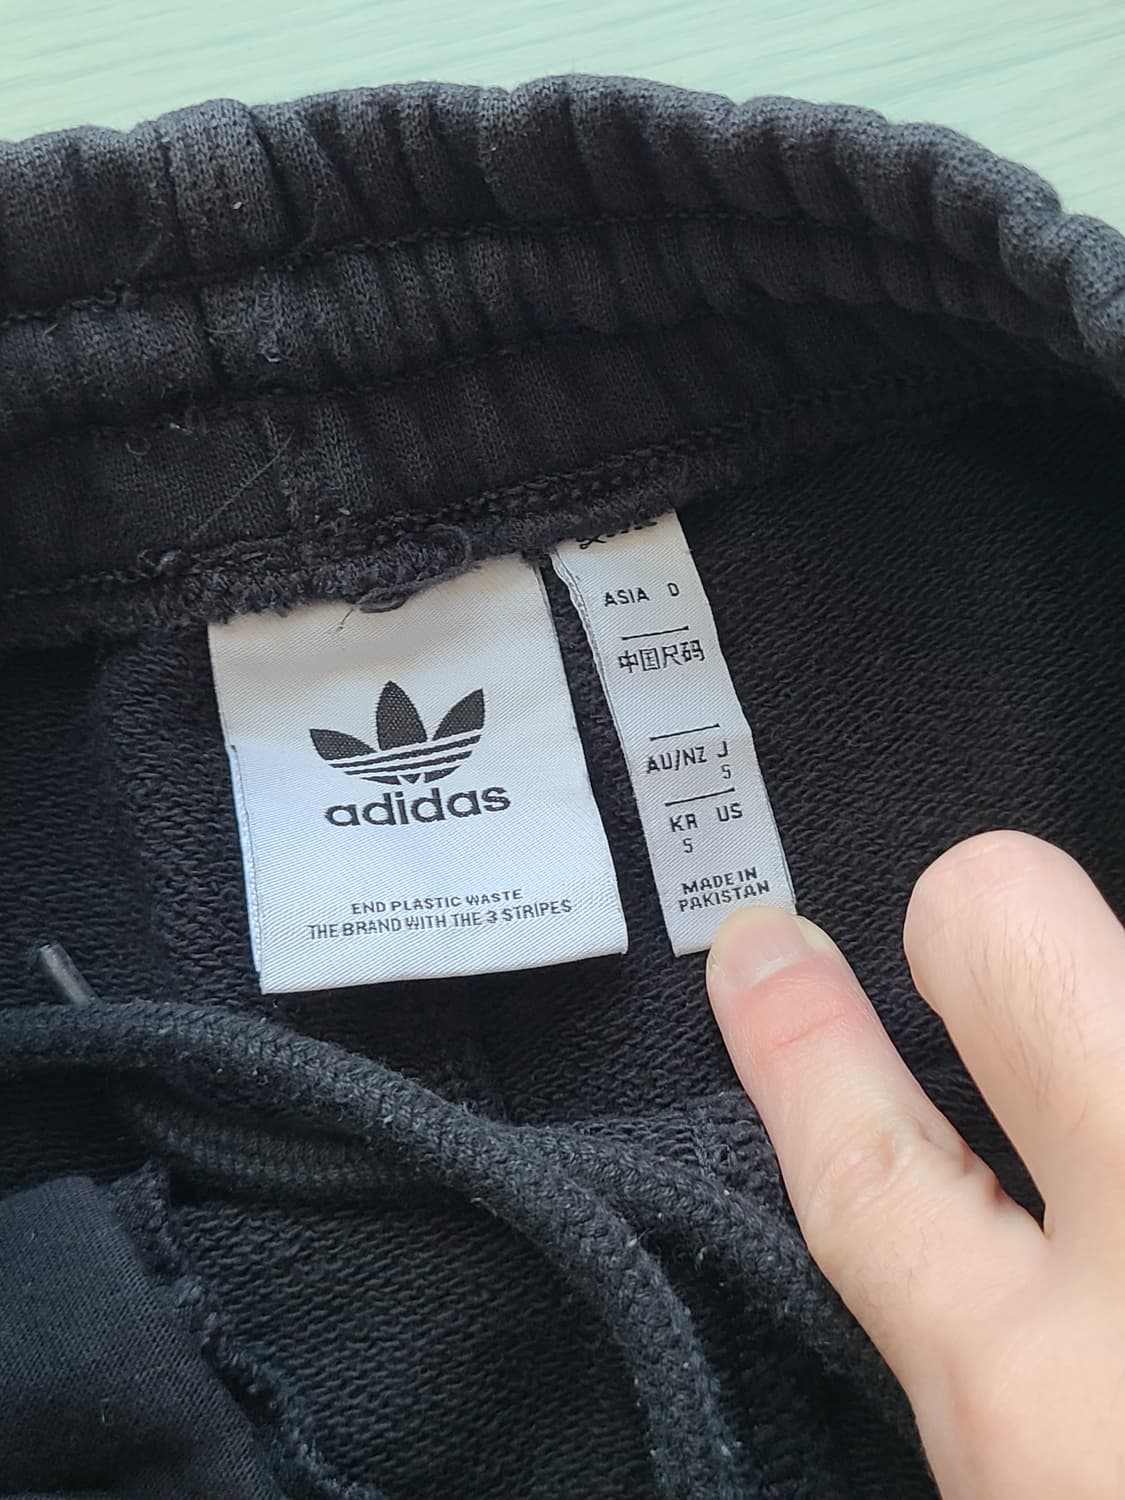 adidas
END PLASTIC WASTE
THE BRAND WITH THE 3 STRIPES
ASIA D
中国尺码
AU/NZ J
S
KR US
S
MADE IN
PAKISTAN